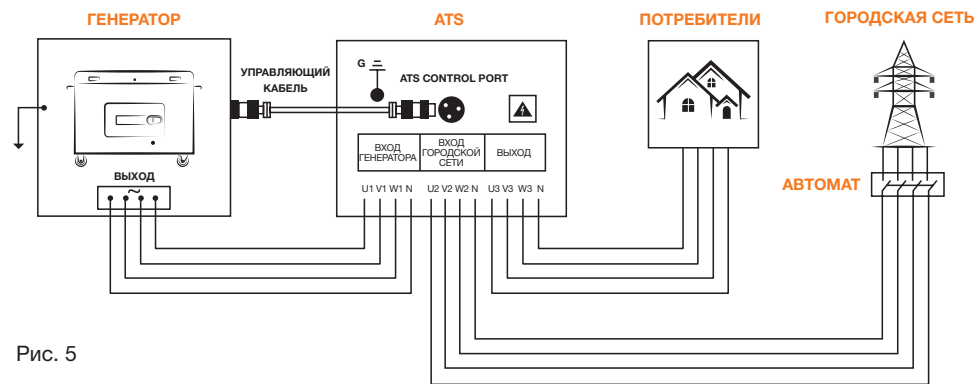 ГЕНЕРАТОР
ATS
ПОТРЕБИТЕЛИ
ГОРОДСКАЯ СЕТЬ
УПРАВЛЯЮЩИЙ
КАБЕЛЬ
G
ATS CONTROL PORT
ВХОД
ГЕНЕРАТОРА
ВХОД
ГОРОДСКОЙ
СЕТИ
ВЫХОД
ВЫХОД
U1 V1 W1 N
U2 V2 W2 N
U3 V3 W3 N
АВТОМАТ
Рис. 5